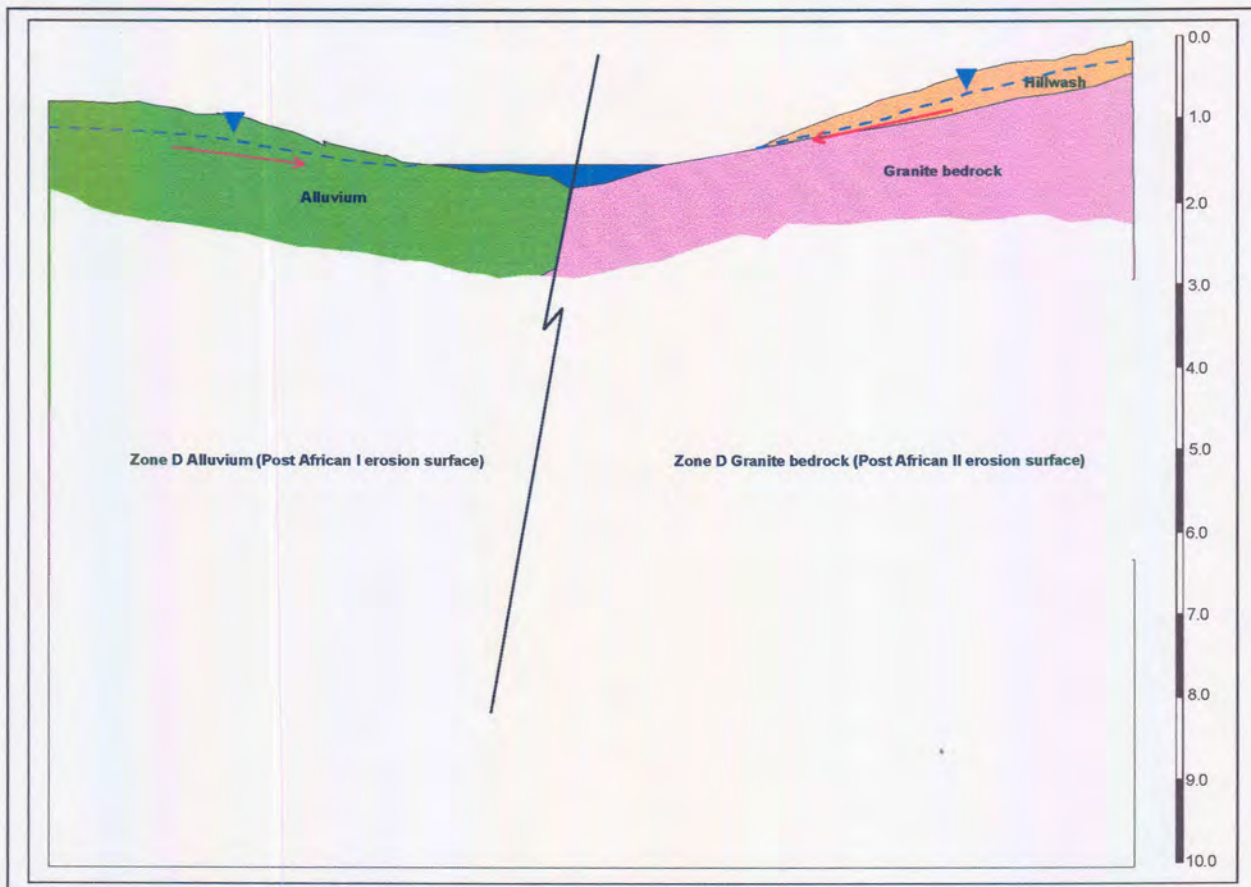 0.0
Hillwash
1.0
Granite bedrock
Alluvium
2.0
3.0
4.0
Zone D Alluvium (Post African I erosion surface)
Zone D Granite bedrock (Post African II erosion surface)
5.0
6.0
7.0
8.0
9.0
10.0